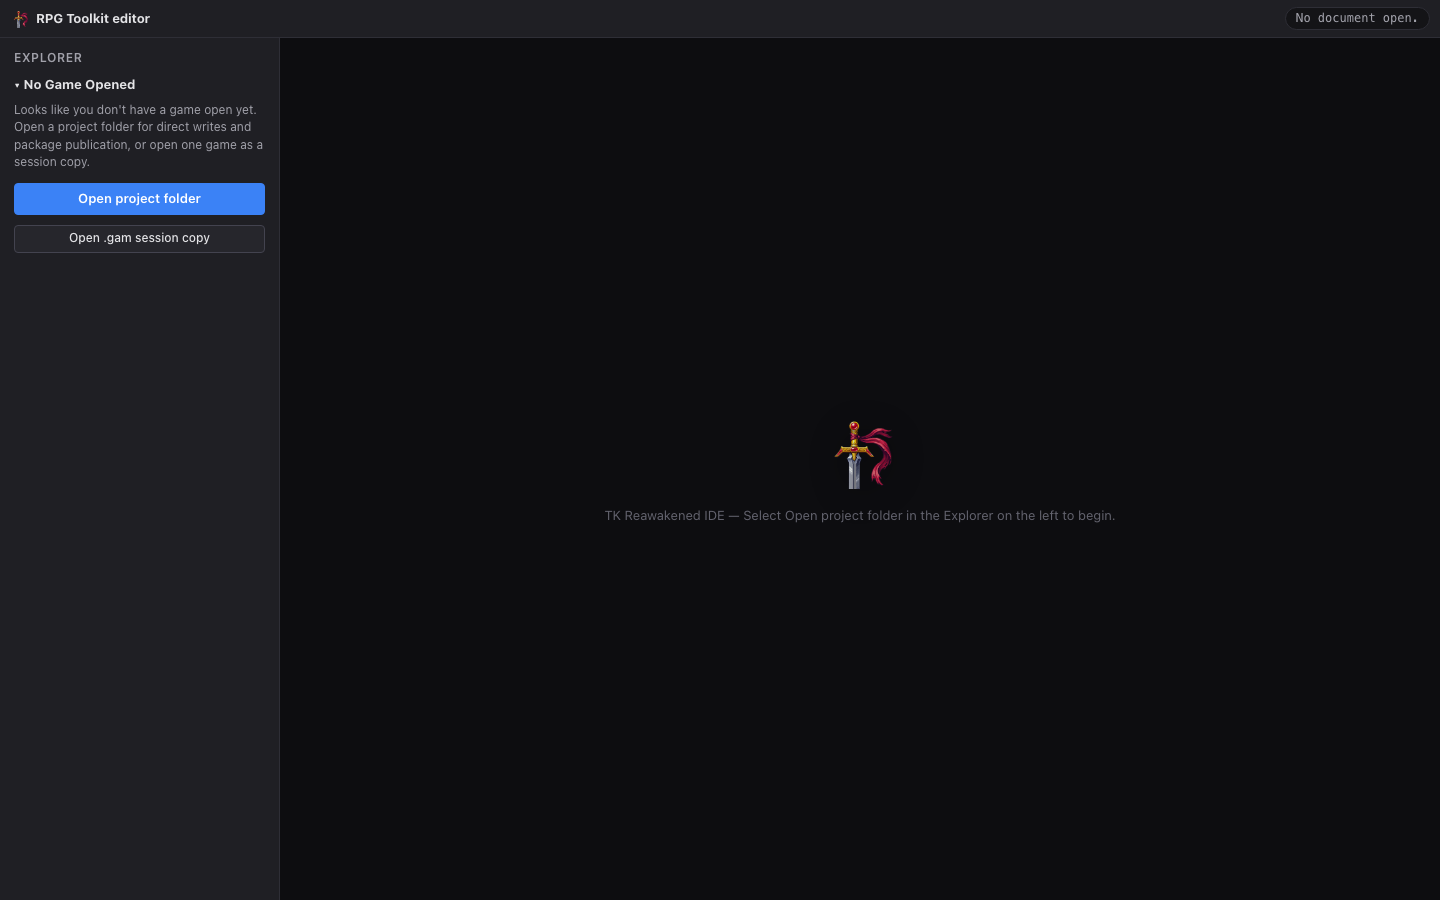 RPG Toolkit editor
No document open.
EXPLORER
No Game Opened
Looks like you don't have a game open yet.
Open a project folder for direct writes and
package publication, or open one game as a
session copy.
Open project folder
Open .gam session copy
TK Reawakened IDE — Select Open project folder in the Explorer on the left to begin.